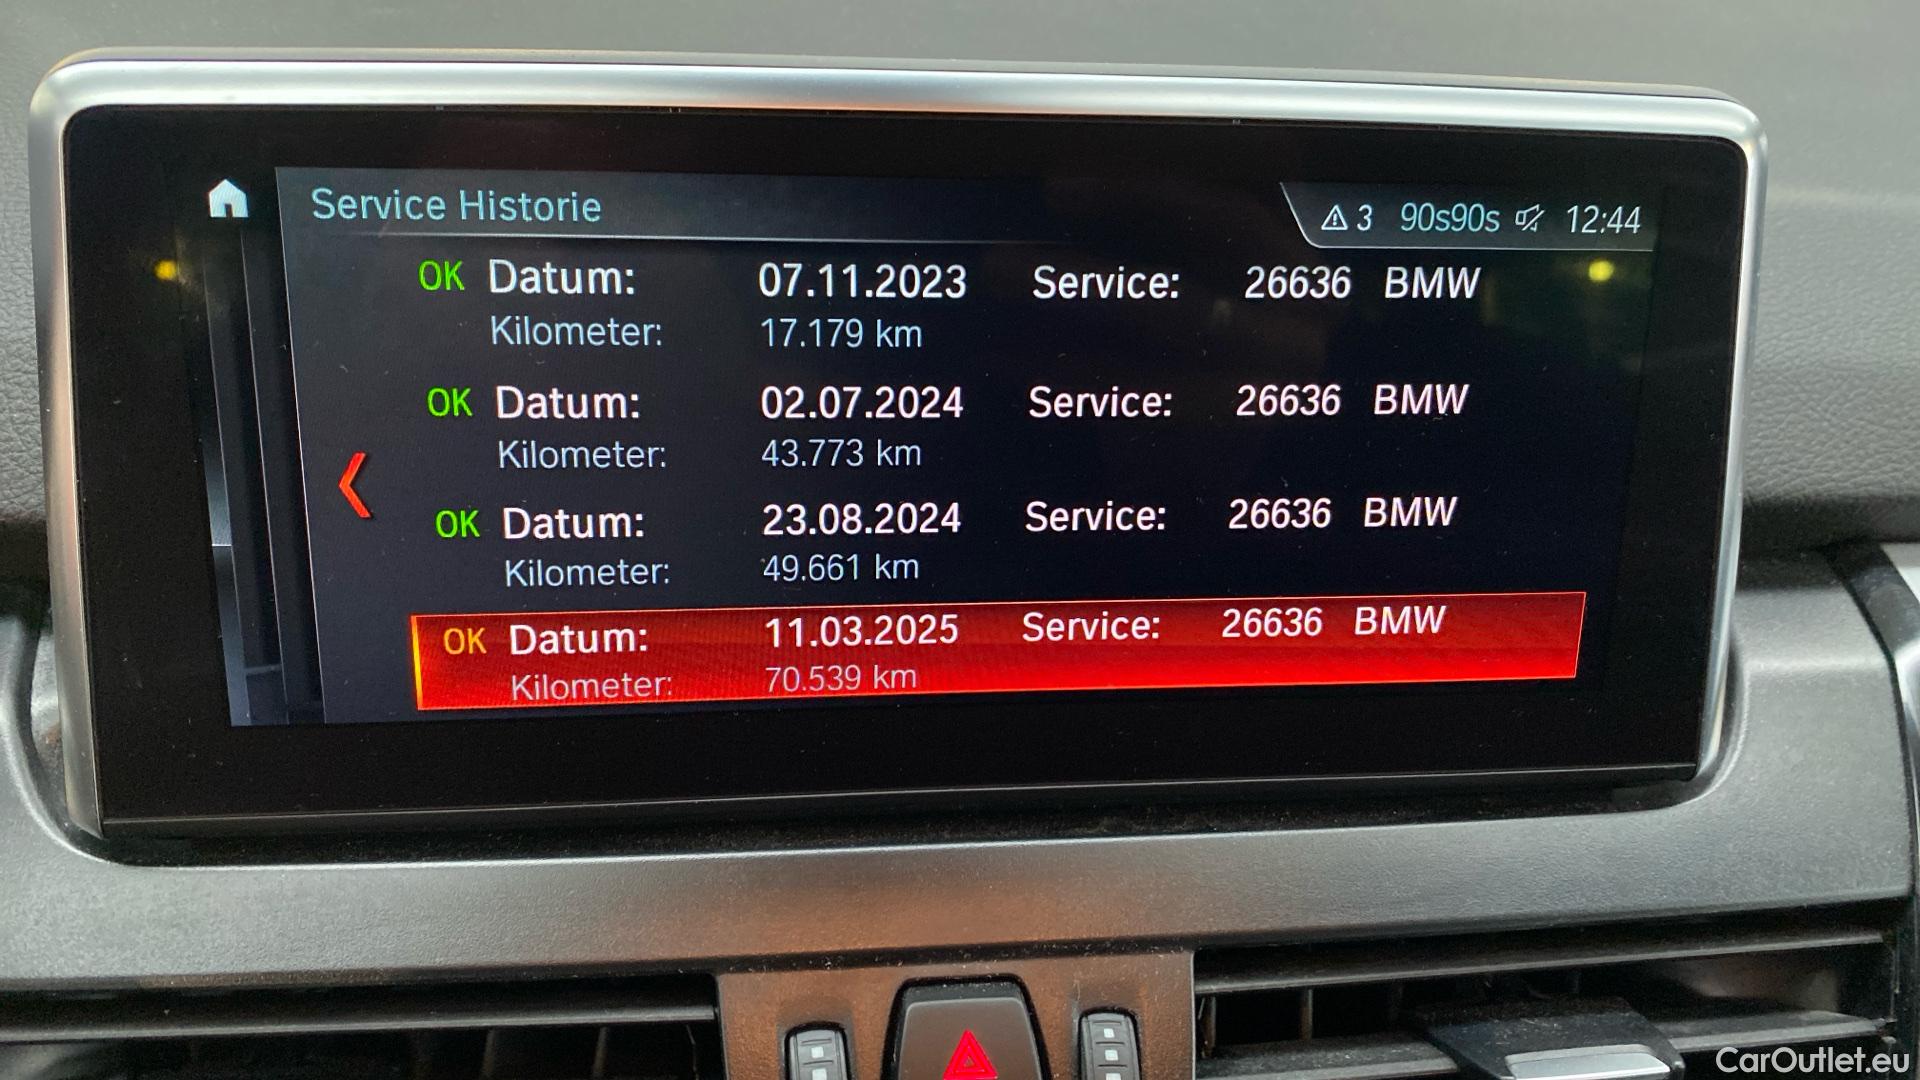 Service Historie
3 90s90s 12:44
OK Datum: 07.11.2023 Service: 26636 BMW
Kilometer: 17.179 km
OK Datum: 02.07.2024 Service: 26636 BMW
Kilometer: 43.773 km
OK Datum: 23.08.2024 Service: 26636 BMW
Kilometer: 49.661 km
OK Datum: 11.03.2025 Service: 26636 BMW
Kilometer: 70.539 km
CarOutlet.eu